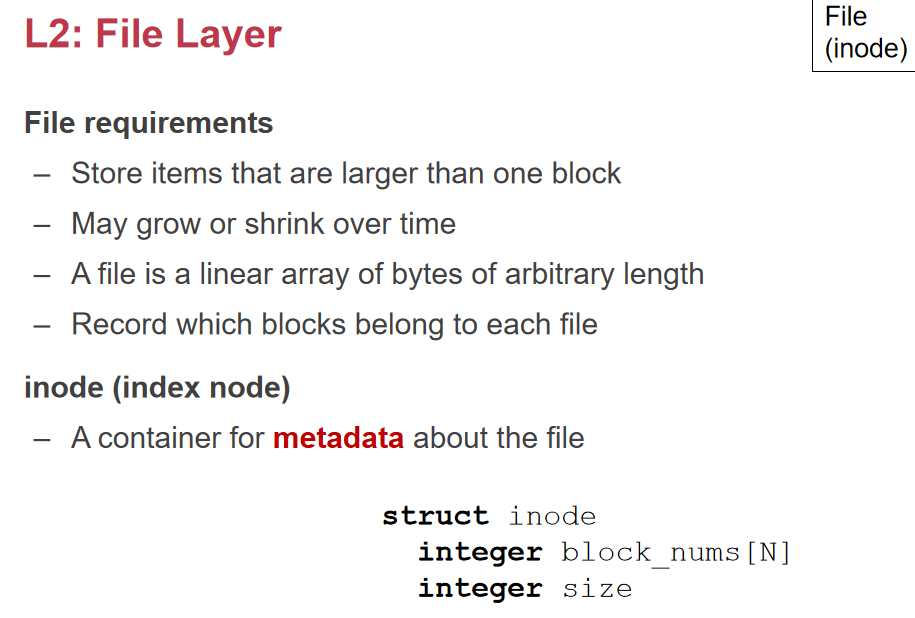 L2: File Layer
File
(inode)
File requirements
– Store items that are larger than one block
– May grow or shrink over time
– A file is a linear array of bytes of arbitrary length
– Record which blocks belong to each file
inode (index node)
– A container for metadata about the file
struct inode
integer block_nums[N]
integer size